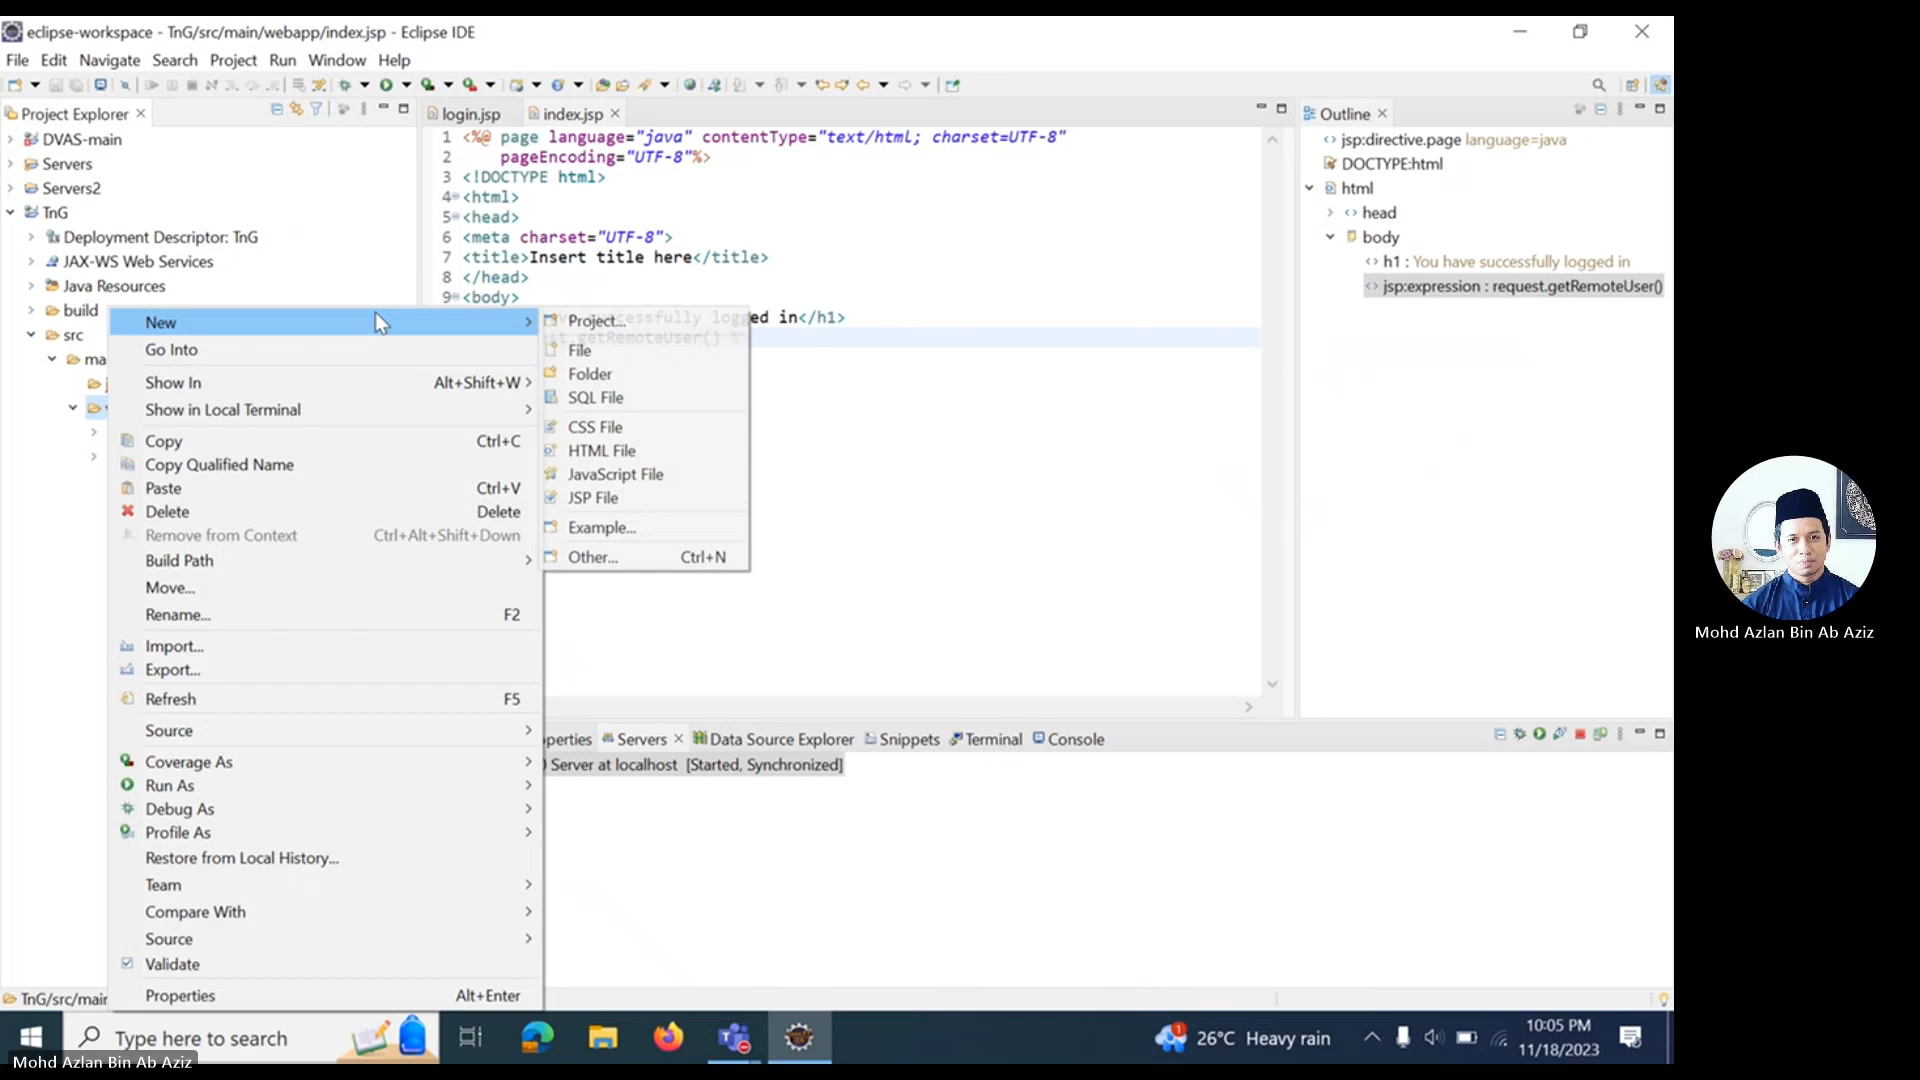 eclipse-workspace - TnG/src/main/webapp/index.jsp - Eclipse IDE
File Edit Navigate Search Project Run Window Help
Project Explorer
DVAS-main
Servers
Servers2
TnG
Deployment Descriptor: TnG
JAX-WS Web Services
Java Resources
build
src
ma
TnG/src/mair
login.jsp
index.jsp
1 <%@ page language="java" contentType="text/html; charset=UTF-8"
2 pageEncoding="UTF-8"%>
3 <!DOCTYPE html>
4 <html>
5 <head>
6 <meta charset="UTF-8">
7 <title>Insert title here</title>
8 </head>
9 <body>
successfully logged in</h1>
st.getRemoteUser() %>
New
Go Into
Show In Alt+Shift+W
Show in Local Terminal
Copy Ctrl+C
Copy Qualified Name
Paste Ctrl+V
Delete Delete
Remove from Context Ctrl+Alt+Shift+Down
Build Path
Move...
Rename... F2
Import...
Export...
Refresh F5
Source
Coverage As
Run As
Debug As
Profile As
Restore from Local History...
Team
Compare With
Source
Validate
Properties Alt+Enter
Project...
File
Folder
SQL File
CSS File
HTML File
JavaScript File
JSP File
Example...
Other... Ctrl+N
Outline
jsp:directive.page language=java
DOCTYPE:html
html
head
body
h1 : You have successfully logged in
jsp:expression : request.getRemoteUser()
perties Servers Data Source Explorer Snippets Terminal Console
Server at localhost [Started, Synchronized]
Type here to search
1
26°C Heavy rain
10:05 PM
11/18/2023
Mohd Azlan Bin Ab Aziz
Mohd Azlan Bin Ab Aziz